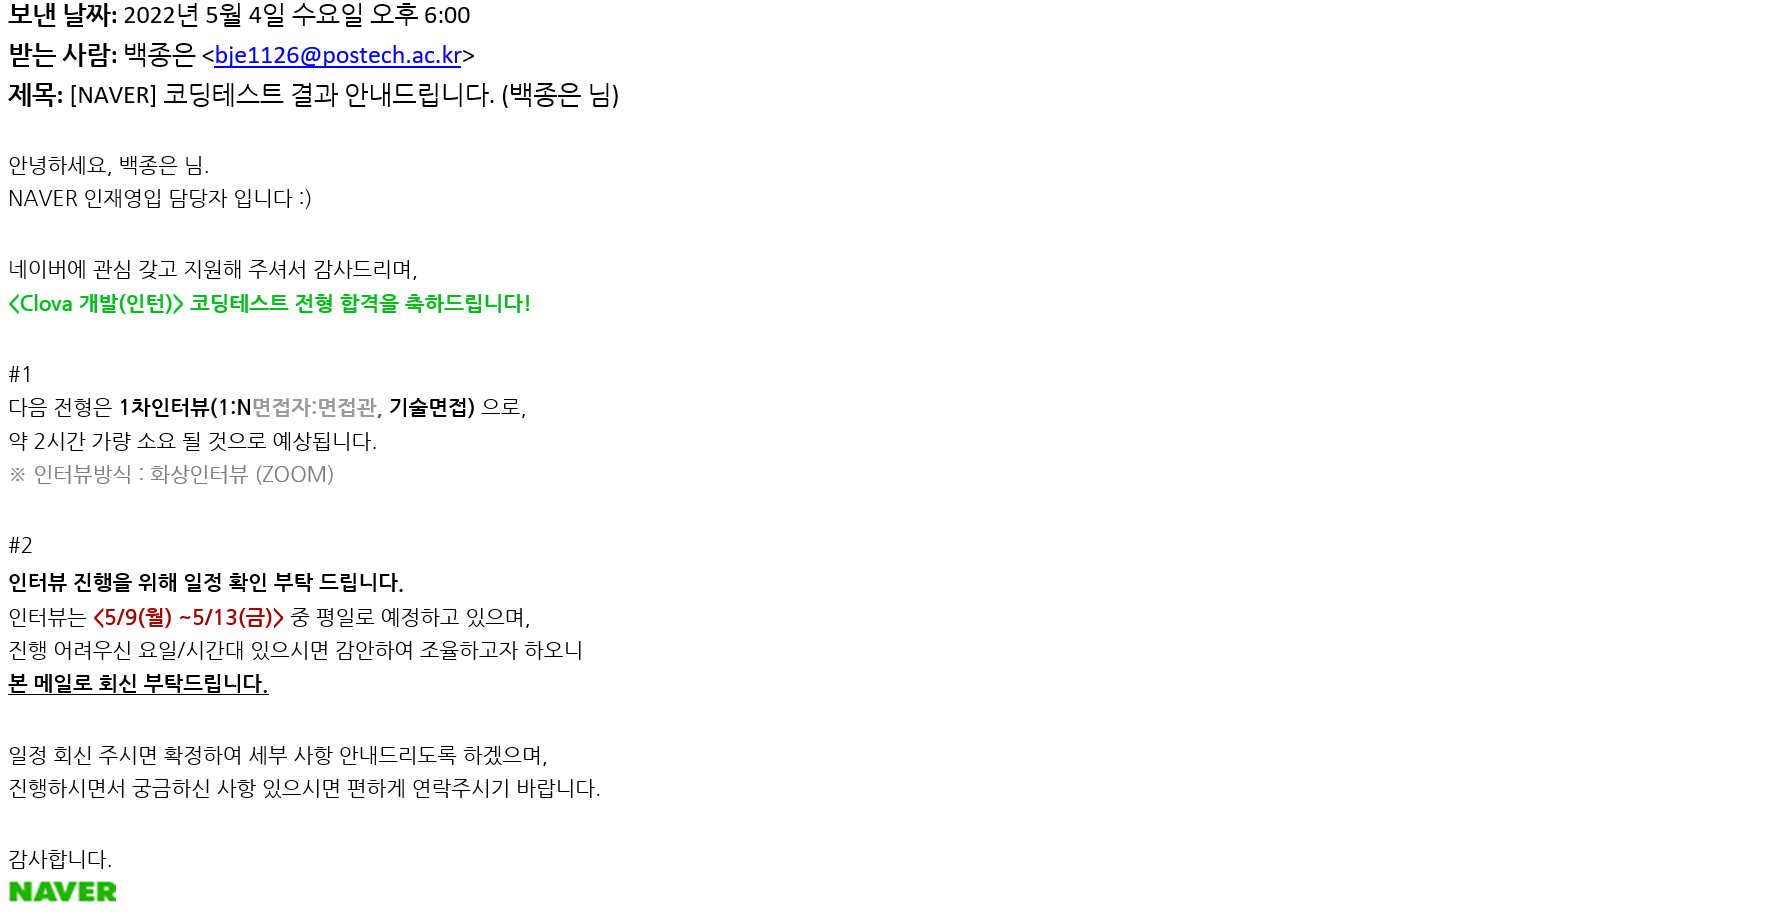 보낸 날짜: 2022년 5월 4일 수요일 오후 6:00
받는 사람: 백종은 <bje1126@postech.ac.kr>
제목: [NAVER] 코딩테스트 결과 안내드립니다. (백종은 님)
안녕하세요, 백종은 님.
NAVER 인재영입 담당자 입니다 :)
네이버에 관심 갖고 지원해 주셔서 감사드리며,
<Clova 개발(인턴)> 코딩테스트 전형 합격을 축하드립니다!
#1
다음 전형은 1차인터뷰(1:N면접자:면접관, 기술면접) 으로,
약 2시간 가량 소요 될 것으로 예상됩니다.
※ 인터뷰방식 : 화상인터뷰 (ZOOM)
#2
인터뷰 진행을 위해 일정 확인 부탁 드립니다.
인터뷰는 <5/9(월) ~5/13(금)> 중 평일로 예정하고 있으며,
진행 어려우신 요일/시간대 있으시면 감안하여 조율하고자 하오니
본 메일로 회신 부탁드립니다.
일정 회신 주시면 확정하여 세부 사항 안내드리도록 하겠으며,
진행하시면서 궁금하신 사항 있으시면 편하게 연락주시기 바랍니다.
감사합니다.
NAVER